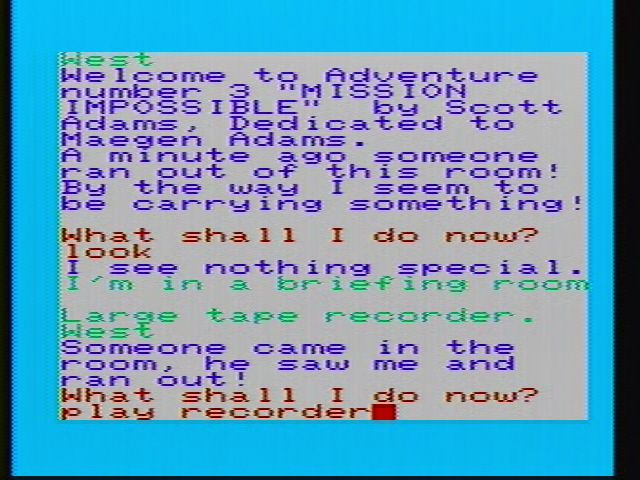 West
Welcome to Adventure
number 3 "MISSION
IMPOSSIBLE" by Scott
Adams, Dedicated to
Maegen Adams.
A minute ago someone
ran out of this room!
By the way I seem to
be carrying something!
What shall I do now?
look
I see nothing special.
I'm in a briefing room
Large tape recorder.
West
Someone came in the
room, he saw me and
ran out!
What shall I do now?
play recorder